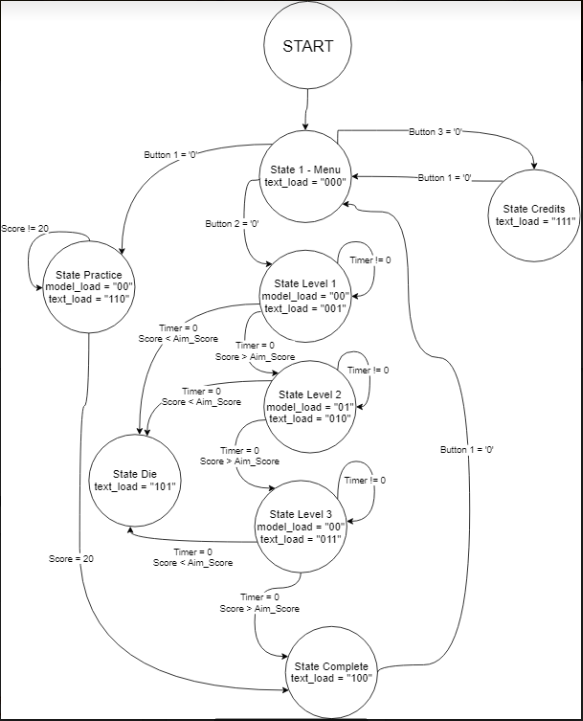 START
Button 3 = '0'
Button 1 = '0'
State 1 - Menu
text_load = "000"
Button 1 = '0'
State Credits
text_load = "111"
Button 2 = '0'
Score != 20
State Practice
model_load = "00"
text_load = "110"
Timer != 0
State Level 1
model_load = "00"
text_load = "001"
Timer = 0
Score < Aim_Score
Timer = 0
Score > Aim_Score
Timer != 0
State Level 2
model_load = "01"
text_load = "010"
Timer = 0
Score < Aim_Score
Timer = 0
Score > Aim_Score
Button 1 = '0'
State Die
text_load = "101"
Timer != 0
State Level 3
model_load = "00"
text_load = "011"
Timer = 0
Score < Aim_Score
Score = 20
Timer = 0
Score > Aim_Score
State Complete
text_load = "100"